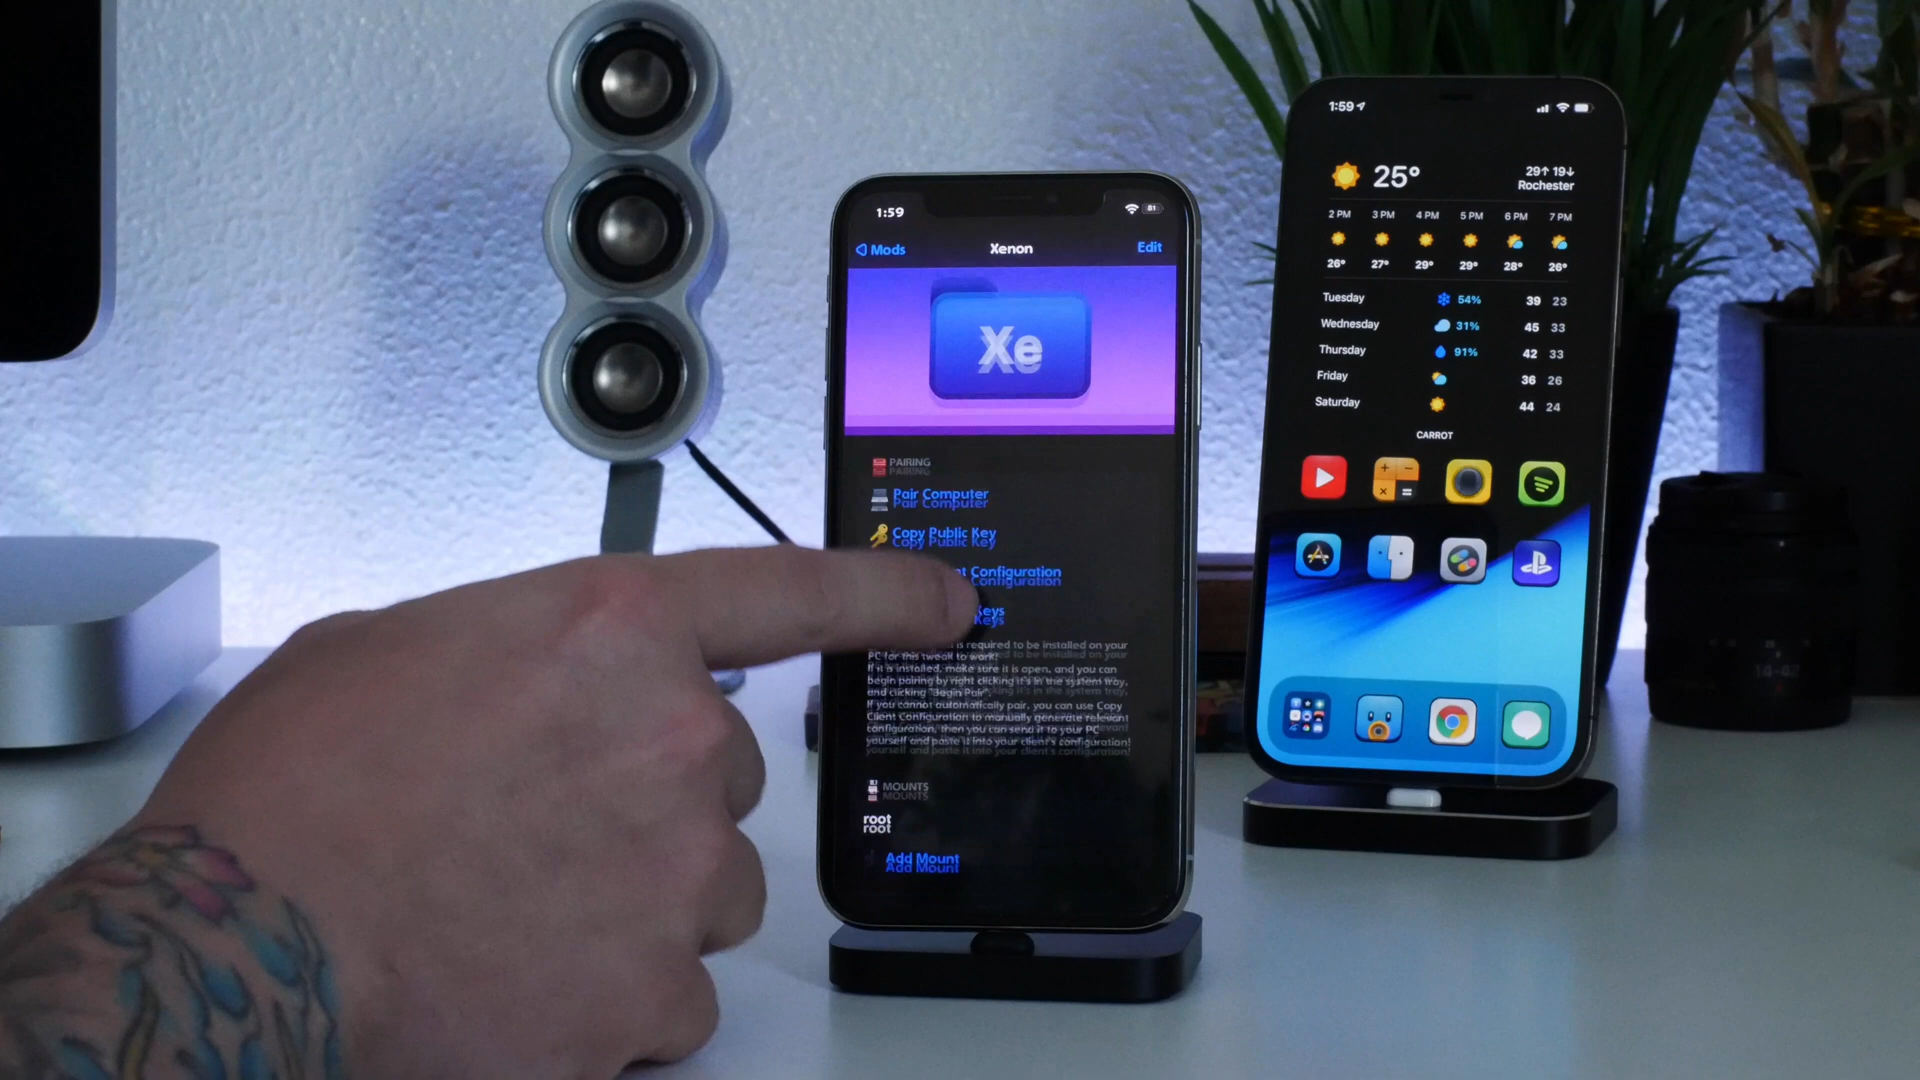 1:59
81
Mods
Xenon
Edit
Xe
PAIRING
Pair Computer
Copy Public Key
nt Configuration
Keys
is required to be installed on your
PC for this tweak to work!
If it is installed, make sure it is open, and you can
begin pairing by right clicking it's in the system tray,
and clicking "Begin Pair".
If you cannot automatically pair, you can use Copy
Client Configuration to manually generate relevant
configuration, then you can send it to your PC
yourself and paste it into your client's configuration!
MOUNTS
root
Add Mount
1:59
25°
29↑ 19↓
Rochester
2 PM 3 PM 4 PM 5 PM 6 PM 7 PM
26° 27° 29° 29° 28° 26°
Tuesday 54% 39 23
Wednesday 31% 45 33
Thursday 91% 42 33
Friday 36 26
Saturday 44 24
CARROT
14-42